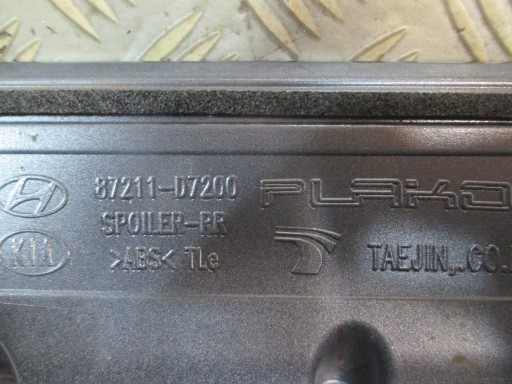 87211-D7200 PLAKO
SPOILER-RR
KIA >ABS< TLe TAEJIN,.CO.